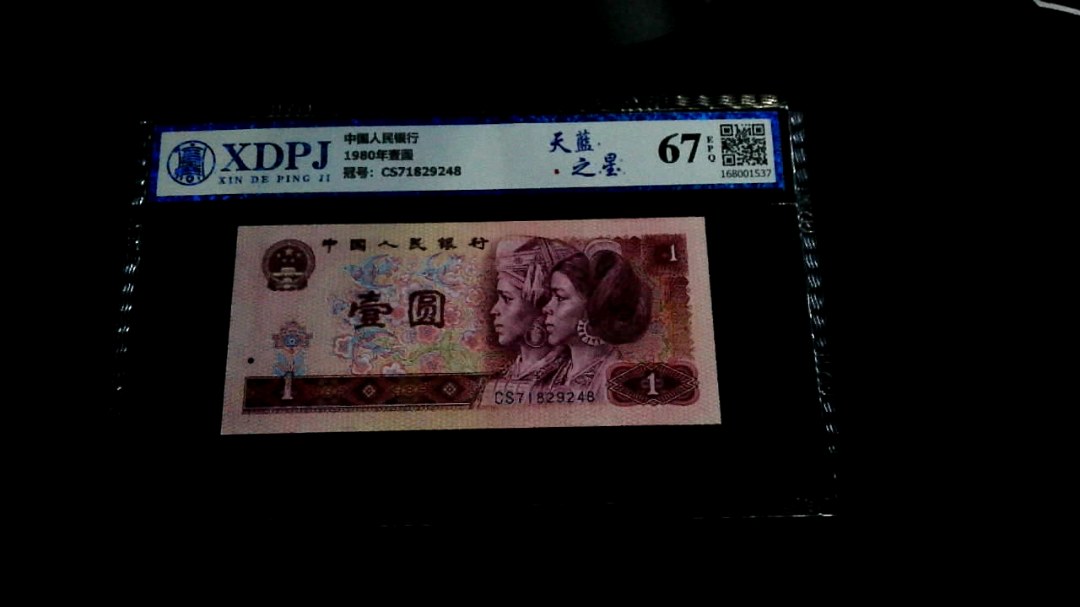 XDPJ
XIN DE PING JI
中国人民银行
1980年壹圆
冠号: CS71829248
天蓝
之星
67
EPQ
168001537
中国人民银行
1
壹圆
1
1
CS71829248